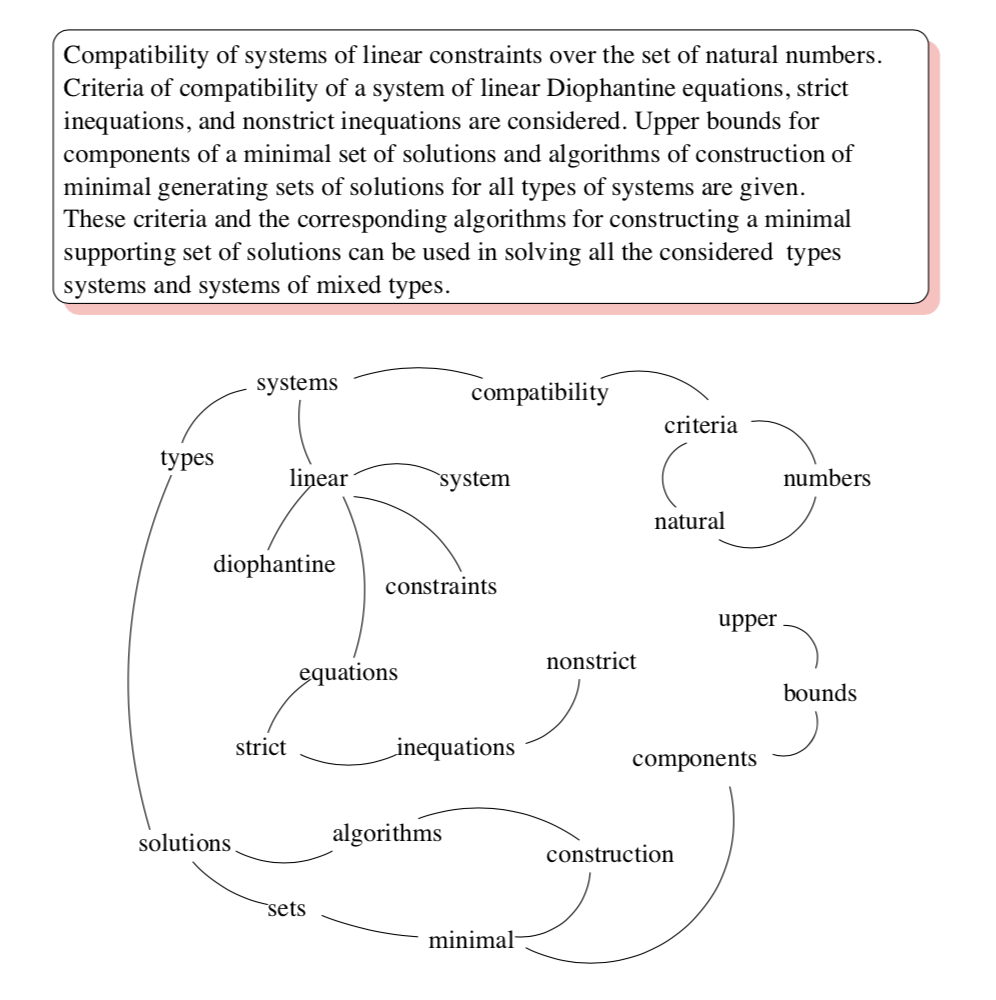 Compatibility of systems of linear constraints over the set of natural numbers.
Criteria of compatibility of a system of linear Diophantine equations, strict
inequations, and nonstrict inequations are considered. Upper bounds for
components of a minimal set of solutions and algorithms of construction of
minimal generating sets of solutions for all types of systems are given.
These criteria and the corresponding algorithms for constructing a minimal
supporting set of solutions can be used in solving all the considered types
systems and systems of mixed types.
systems
compatibility
criteria
types
linear
system
numbers
natural
diophantine
constraints
upper
nonstrict
equations
bounds
strict
inequations
components
algorithms
solutions
construction
sets
minimal